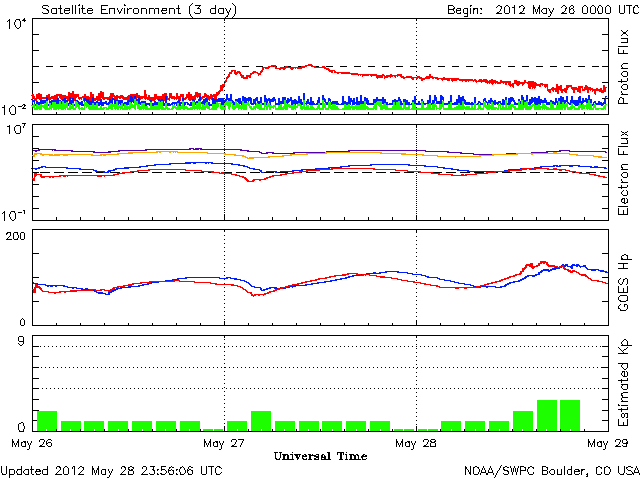 Satellite Environment (3 day) Begin: 2012 May 26 0000 UTC
10^4
10^-2
Proton Flux
10^7
10^-1
Electron Flux
200
0
GOES Hp
9
0
Estimated Kp
May 26 May 27 May 28 May 29
Universal Time
Updated 2012 May 28 23:56:06 UTC NOAA/SWPC Boulder, CO USA